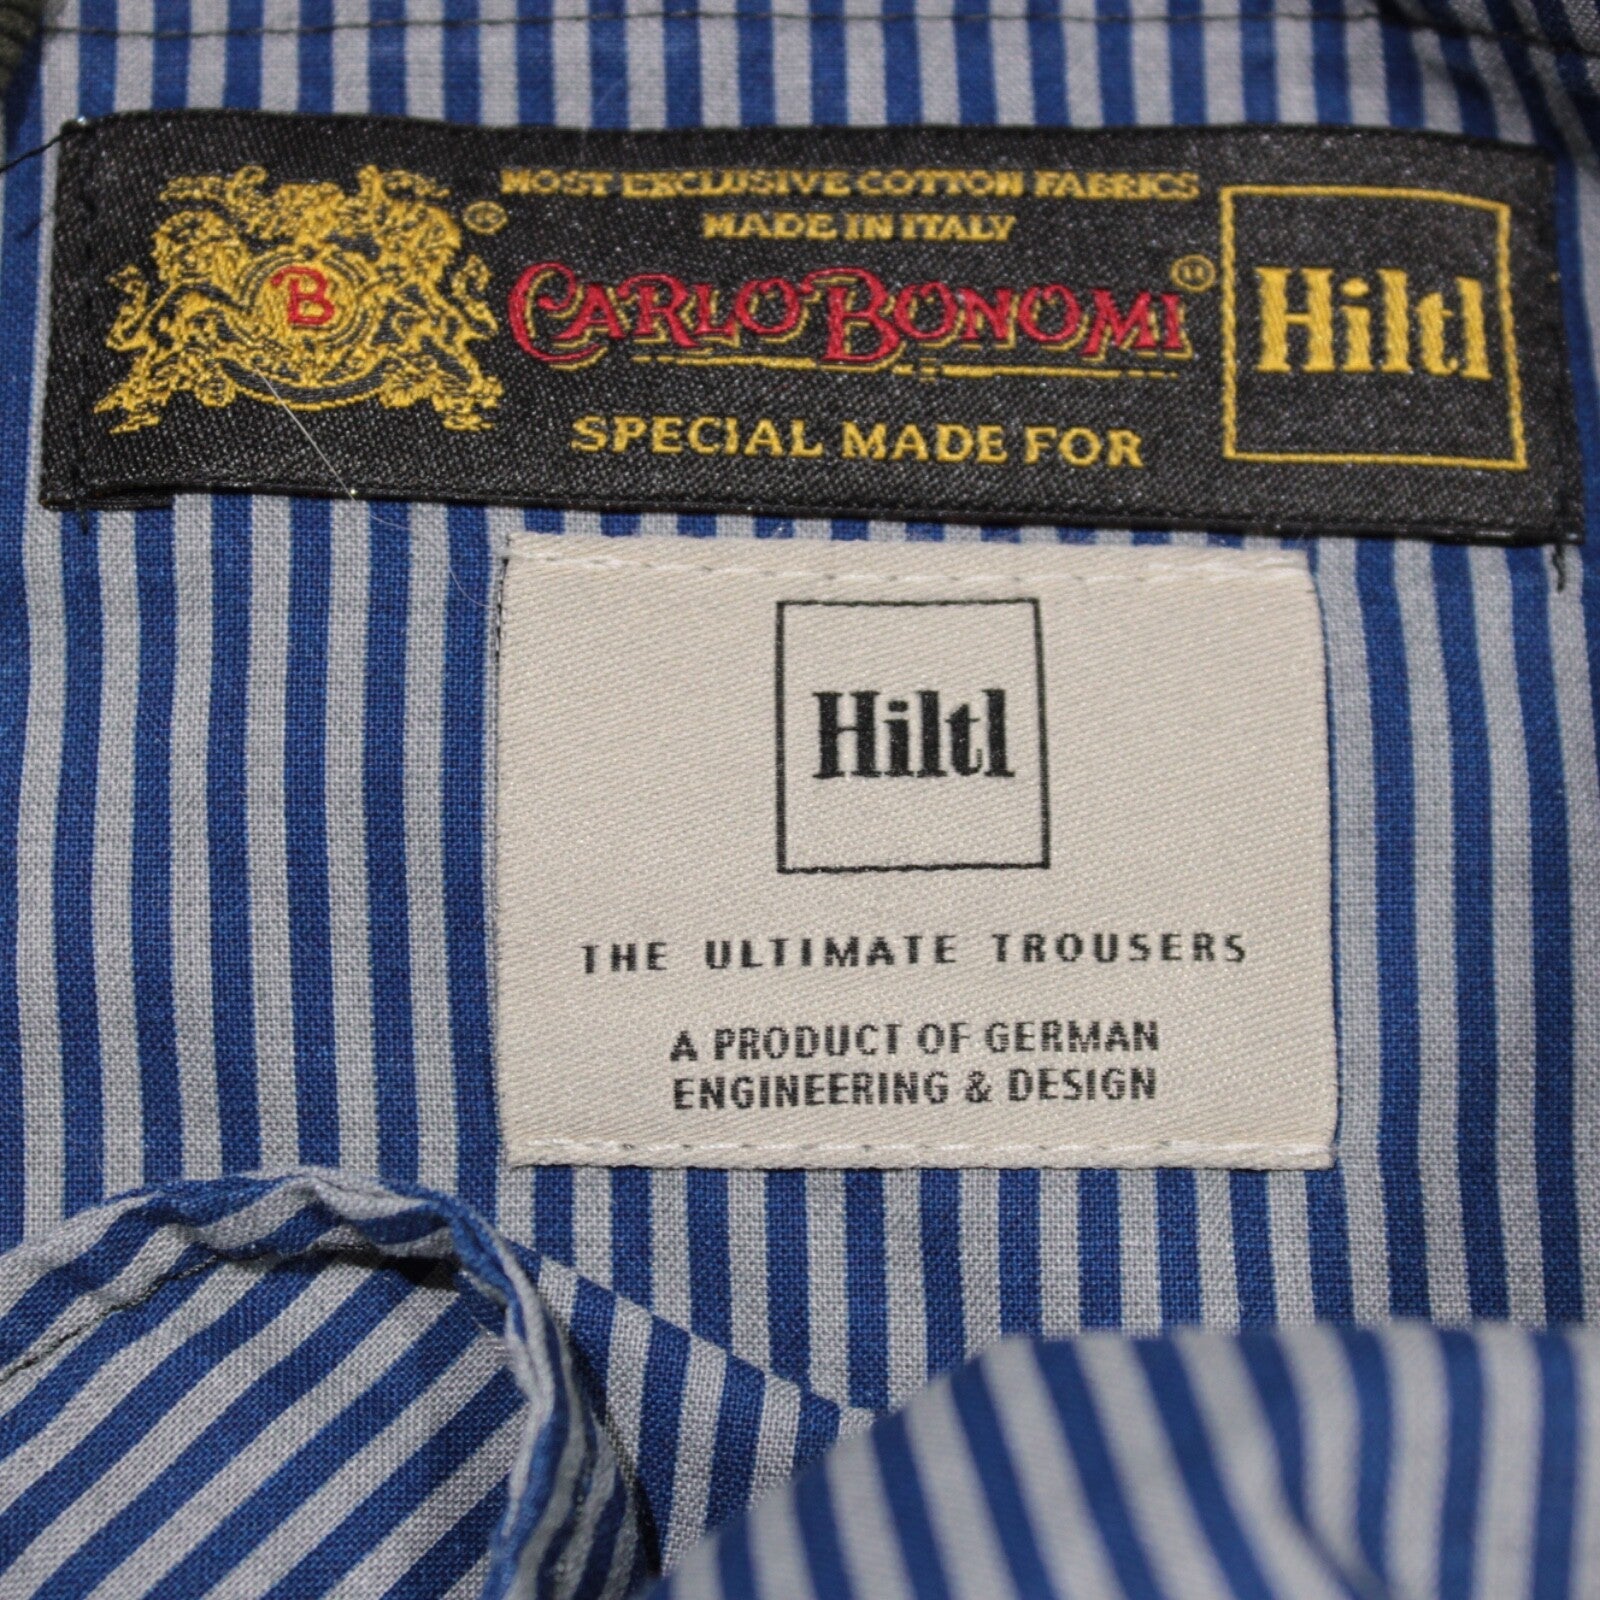 MOST EXCLUSIVE COTTON FABRICS
MADE IN ITALY
B ®
CARLO BONOMI ®
SPECIAL MADE FOR
Hiltl
Hiltl
THE ULTIMATE TROUSERS
A PRODUCT OF GERMAN
ENGINEERING & DESIGN